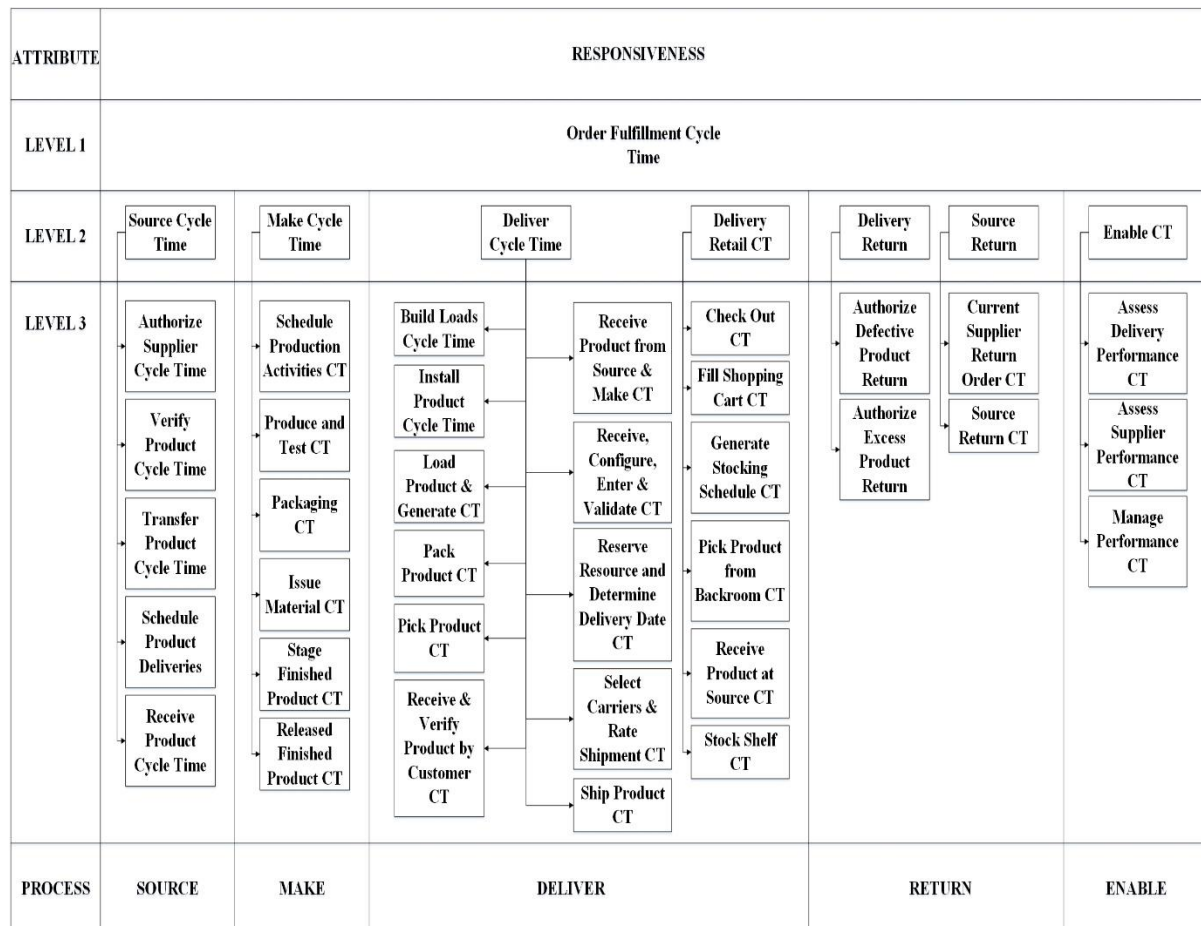 ATTRIBUTE
RESPONSIVENESS
LEVEL 1
Order Fulfillment Cycle
Time
LEVEL 2
Source Cycle
Time
Make Cycle
Time
Deliver
Cycle Time
Delivery
Retail CT
Delivery
Return
Source
Return
Enable CT
LEVEL 3
Authorize
Supplier
Cycle Time
Verify
Product
Cycle Time
Transfer
Product
Cycle Time
Schedule
Product
Deliveries
Receive
Product
Cycle Time
Schedule
Production
Activities CT
Produce and
Test CT
Packaging
CT
Issue
Material CT
Stage
Finished
Product CT
Released
Finished
Product CT
Build Loads
Cycle Time
Install
Product
Cycle Time
Load
Product &
Generate CT
Pack
Product CT
Pick Product
CT
Receive &
Verify
Product by
Customer
CT
Receive
Product from
Source &
Make CT
Receive,
Configure,
Enter &
Validate CT
Reserve
Resource and
Determine
Delivery Date
CT
Select
Carriers &
Rate
Shipment CT
Ship Product
CT
Check Out
CT
Fill Shopping
Cart CT
Generate
Stocking
Schedule CT
Pick Product
from
Backroom CT
Receive
Product at
Source CT
Stock Shelf
CT
Authorize
Defective
Product
Return
Authorize
Excess
Product
Return
Current
Supplier
Return
Order CT
Source
Return CT
Assess
Delivery
Performance
CT
Assess
Supplier
Performance
CT
Manage
Performance
CT
PROCESS
SOURCE
MAKE
DELIVER
RETURN
ENABLE